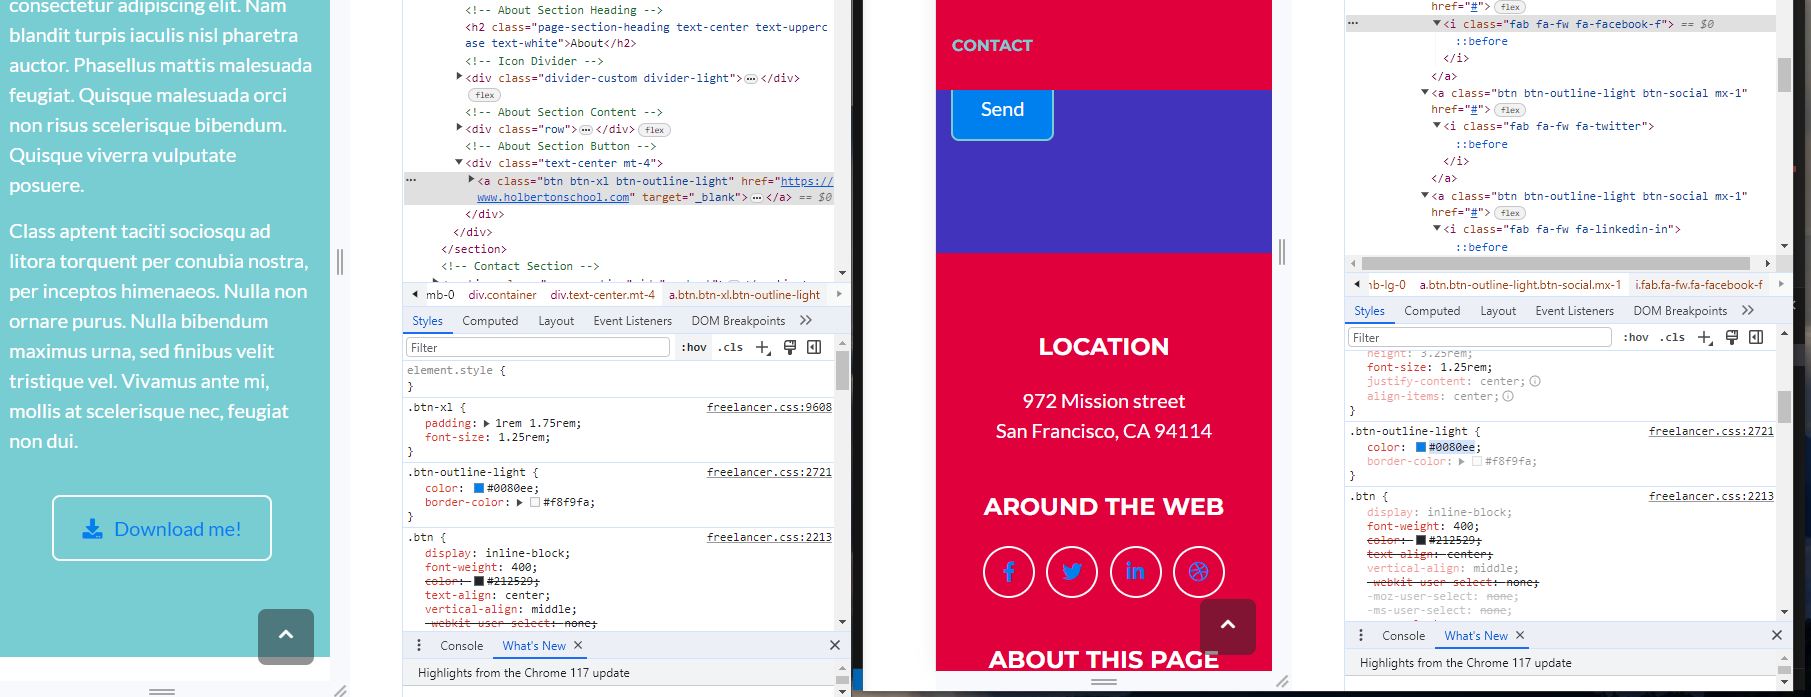 consectetur adipiscing elit. Nam
blandit turpis iaculis nisl pharetra
auctor. Phasellus mattis malesuada
feugiat. Quisque malesuada orci
non risus scelerisque bibendum.
Quisque viverra vulputate
posuere.
Class aptent taciti sociosqu ad
litora torquent per conubia nostra,
per inceptos himenaeos. Nulla non
ornare purus. Nulla bibendum
maximus urna, sed finibus velit
tristique vel. Vivamus ante mi,
mollis at scelerisque nec, feugiat
non dui.
Download me!
<!-- About Section Heading -->
<h2 class="page-section-heading text-center text-upperc
ase text-white">About</h2>
<!-- Icon Divider -->
<div class="divider-custom divider-light">…</div>
flex
<!-- About Section Content -->
<div class="row">…</div> flex
<!-- About Section Button -->
<div class="text-center mt-4">
<a class="btn btn-xl btn-outline-light" href="https://
www.holbertonschool.com" target="_blank">…</a> == $0
</div>
</div>
</section>
<!-- Contact Section -->
mb-0 div.container div.text-center.mt-4 a.btn.btn-xl.btn-outline-light
Styles Computed Layout Event Listeners DOM Breakpoints
Filter :hov .cls
element.style {
}
.btn-xl { freelancer.css:9608
padding: 1rem 1.75rem;
font-size: 1.25rem;
}
.btn-outline-light { freelancer.css:2721
color: #0080ee;
border-color: #f8f9fa;
}
.btn { freelancer.css:2213
display: inline-block;
font-weight: 400;
color: #212529;
text-align: center;
vertical-align: middle;
-webkit-user-select: none;
Console What's New
Highlights from the Chrome 117 update
CONTACT
Send
LOCATION
972 Mission street
San Francisco, CA 94114
AROUND THE WEB
ABOUT THIS PAGE
href="#"> flex
<i class="fab fa-fw fa-facebook-f"> == $0
::before
</i>
</a>
<a class="btn btn-outline-light btn-social mx-1"
href="#"> flex
<i class="fab fa-fw fa-twitter">
::before
</i>
</a>
<a class="btn btn-outline-light btn-social mx-1"
href="#"> flex
<i class="fab fa-fw fa-linkedin-in">
::before
b-lg-0 a.btn.btn-outline-light.btn-social.mx-1 i.fab.fa-fw.fa-facebook-f
Styles Computed Layout Event Listeners DOM Breakpoints
Filter :hov .cls
height: 3.25rem;
font-size: 1.25rem;
justify-content: center;
align-items: center;
}
.btn-outline-light { freelancer.css:2721
color: #0080ee;
border-color: #f8f9fa;
}
.btn { freelancer.css:2213
display: inline-block;
font-weight: 400;
color: #212529;
text-align: center;
vertical-align: middle;
-webkit-user-select: none;
-moz-user-select: none;
-ms-user-select: none;
Console What's New
Highlights from the Chrome 117 update